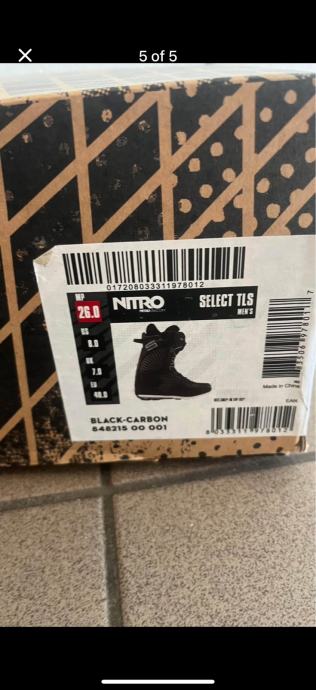 5 of 5
017208033311978012
MP
26.0
US
8.0
UK
7.0
EU
40.0
NITRO
SELECT TLS
MEN'S
Made in China
EAN
BLACK-CARBON
848215 00 001